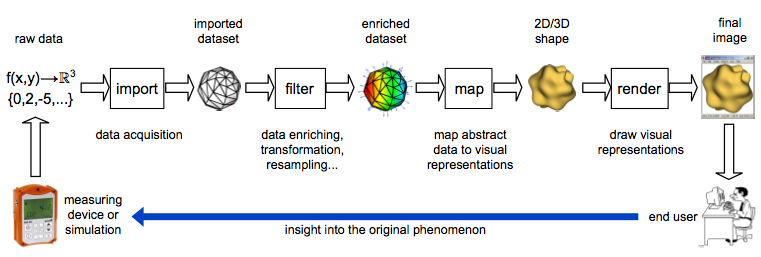 raw data
f(x,y)→ℝ³
{0,2,-5,...}
import
data acquisition
imported
dataset
filter
data enriching,
transformation,
resampling...
enriched
dataset
map
map abstract
data to visual
representations
2D/3D
shape
render
draw visual
representations
final
image
measuring
device or
simulation
insight into the original phenomenon
end user